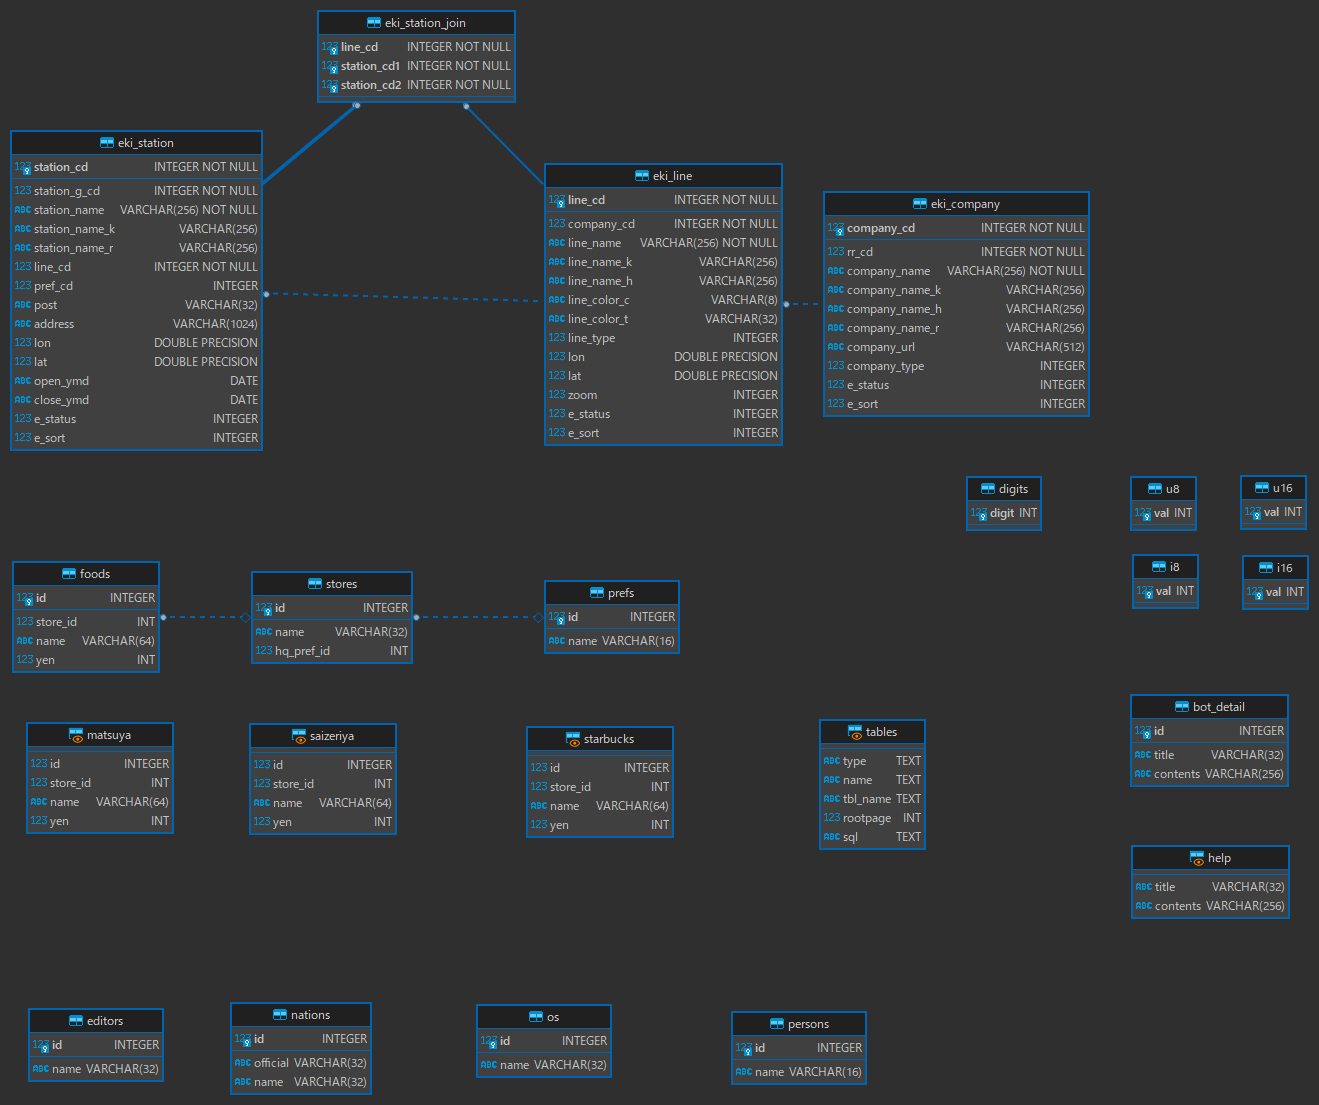 eki_station_join
123 line_cd INTEGER NOT NULL
123 station_cd1 INTEGER NOT NULL
123 station_cd2 INTEGER NOT NULL
eki_station
123 station_cd INTEGER NOT NULL
123 station_g_cd INTEGER NOT NULL
ABC station_name VARCHAR(256) NOT NULL
ABC station_name_k VARCHAR(256)
ABC station_name_r VARCHAR(256)
123 line_cd INTEGER NOT NULL
123 pref_cd INTEGER
ABC post VARCHAR(32)
ABC address VARCHAR(1024)
123 lon DOUBLE PRECISION
123 lat DOUBLE PRECISION
ABC open_ymd DATE
ABC close_ymd DATE
123 e_status INTEGER
123 e_sort INTEGER
eki_line
123 line_cd INTEGER NOT NULL
123 company_cd INTEGER NOT NULL
ABC line_name VARCHAR(256) NOT NULL
ABC line_name_k VARCHAR(256)
ABC line_name_h VARCHAR(256)
ABC line_color_c VARCHAR(8)
ABC line_color_t VARCHAR(32)
123 line_type INTEGER
123 lon DOUBLE PRECISION
123 lat DOUBLE PRECISION
123 zoom INTEGER
123 e_status INTEGER
123 e_sort INTEGER
eki_company
123 company_cd INTEGER NOT NULL
123 rr_cd INTEGER NOT NULL
ABC company_name VARCHAR(256) NOT NULL
ABC company_name_k VARCHAR(256)
ABC company_name_h VARCHAR(256)
ABC company_name_r VARCHAR(256)
ABC company_url VARCHAR(512)
123 company_type INTEGER
123 e_status INTEGER
123 e_sort INTEGER
digits
123 digit INT
u8
123 val INT
u16
123 val INT
i8
123 val INT
i16
123 val INT
foods
123 id INTEGER
123 store_id INT
ABC name VARCHAR(64)
123 yen INT
stores
123 id INTEGER
ABC name VARCHAR(32)
123 hq_pref_id INT
prefs
123 id INTEGER
ABC name VARCHAR(16)
matsuya
123 id INTEGER
123 store_id INT
ABC name VARCHAR(64)
123 yen INT
saizeriya
123 id INTEGER
123 store_id INT
ABC name VARCHAR(64)
123 yen INT
starbucks
123 id INTEGER
123 store_id INT
ABC name VARCHAR(64)
123 yen INT
tables
ABC type TEXT
ABC name TEXT
ABC tbl_name TEXT
123 rootpage INT
ABC sql TEXT
bot_detail
123 id INTEGER
ABC title VARCHAR(32)
ABC contents VARCHAR(256)
help
ABC title VARCHAR(32)
ABC contents VARCHAR(256)
editors
123 id INTEGER
ABC name VARCHAR(32)
nations
123 id INTEGER
ABC official VARCHAR(32)
ABC name VARCHAR(32)
os
123 id INTEGER
ABC name VARCHAR(32)
persons
123 id INTEGER
ABC name VARCHAR(16)